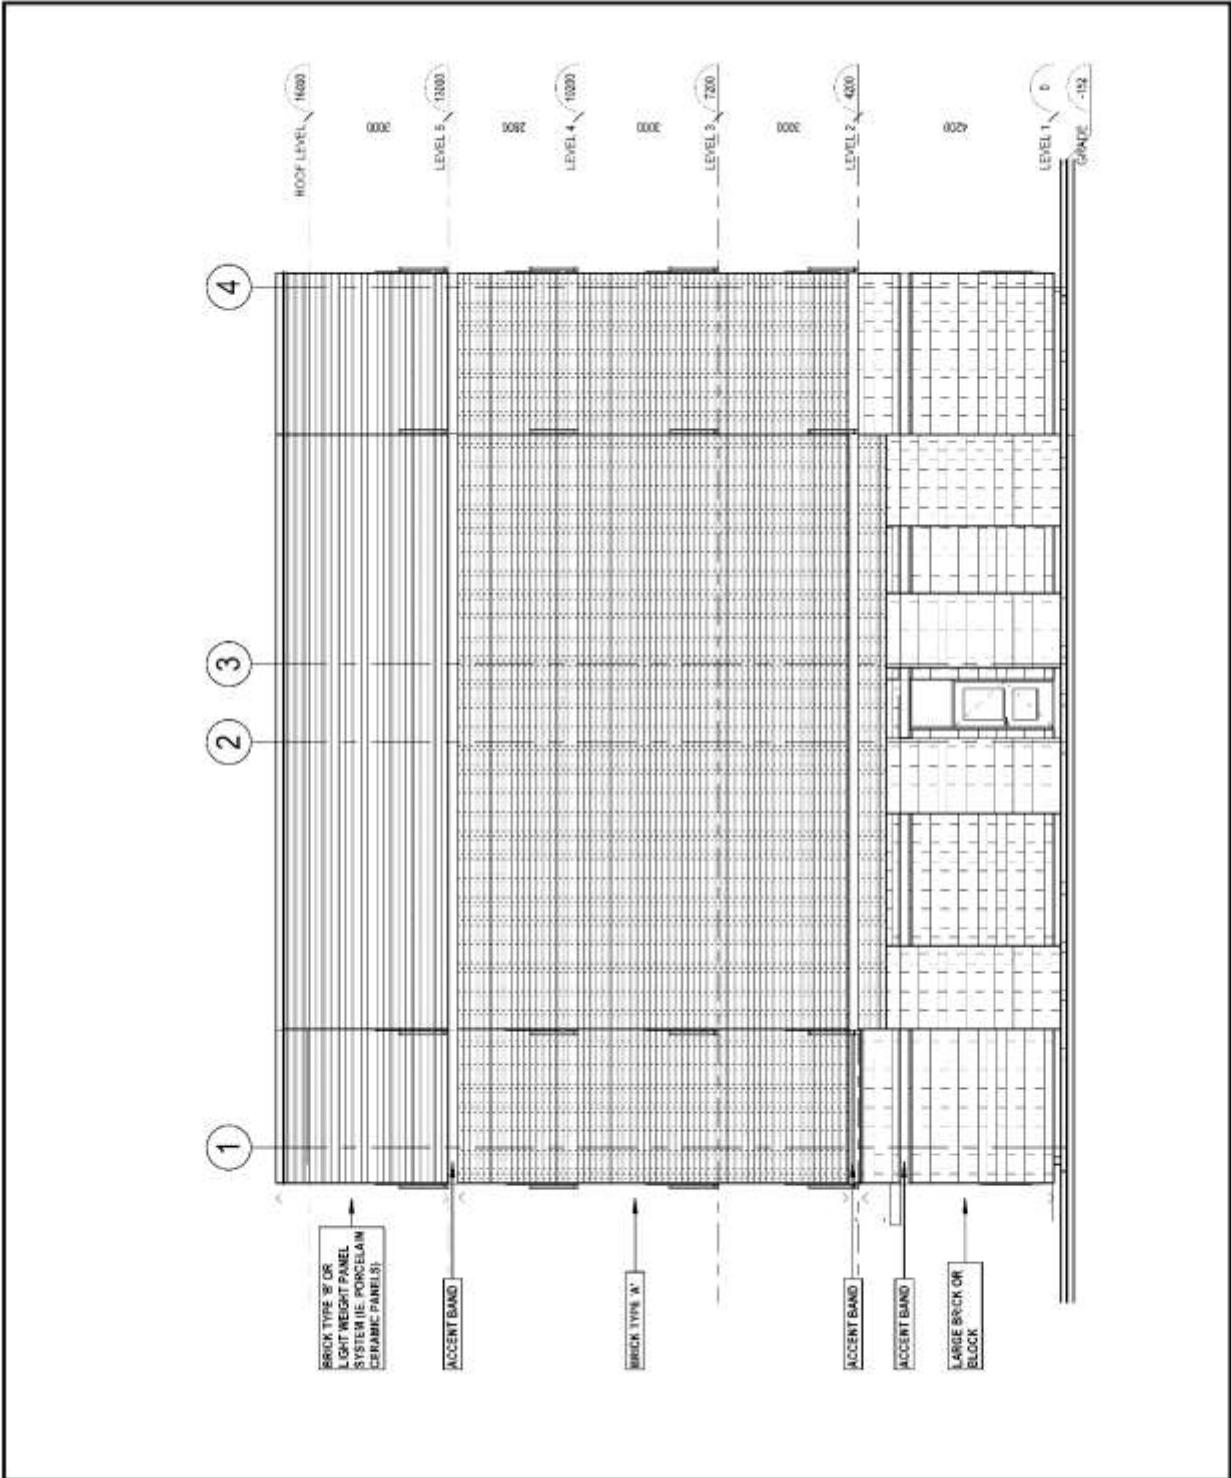 1
2
3
4
BRICK TYPE 'B' OR
LIGHT WEIGHT PANEL
SYSTEM (IE. PORCELAIN
CERAMIC PANELS)
ACCENT BAND
BRICK TYPE 'A'
ACCENT BAND
ACCENT BAND
LARGE BRICK OR
BLOCK
ROOF LEVEL 16000
3000
LEVEL 5 13000
2800
LEVEL 4 10200
3000
LEVEL 3 7200
3000
LEVEL 2 4200
4200
LEVEL 1 0
GRADE -152